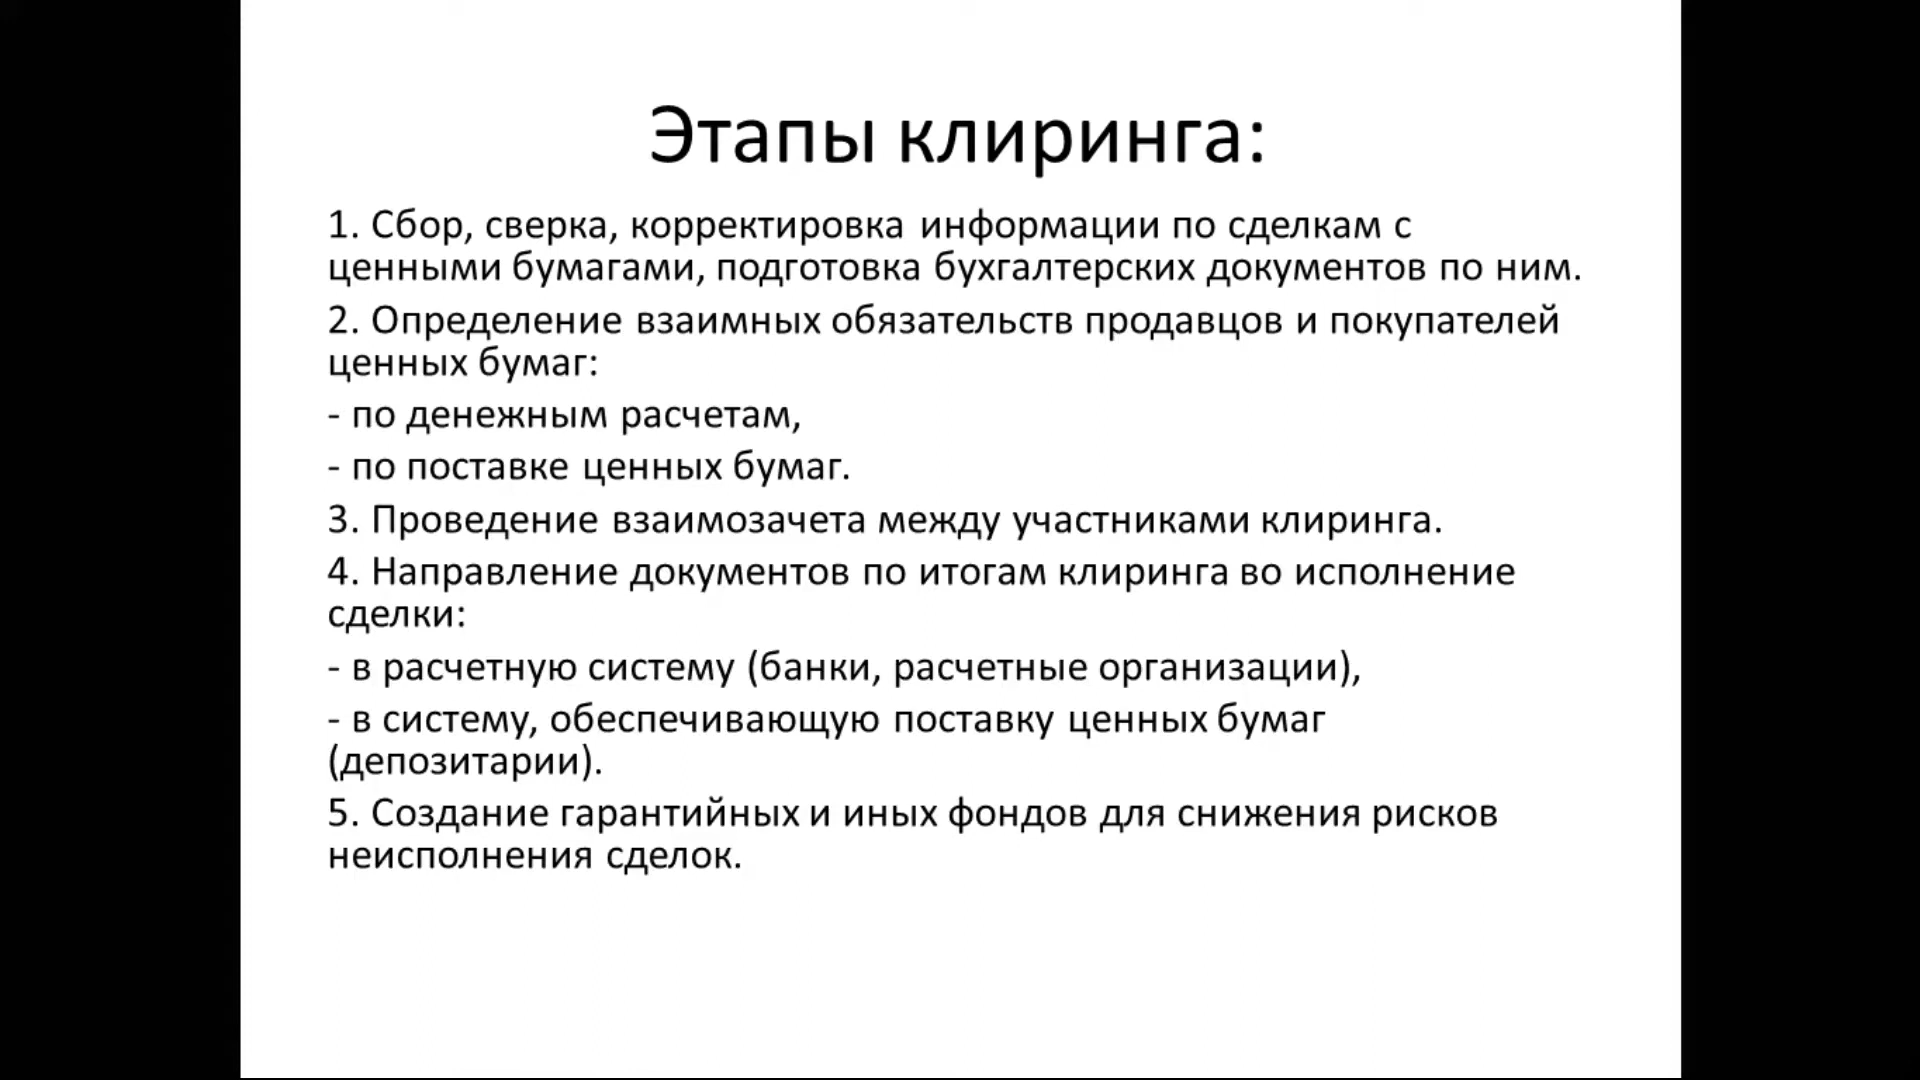 Этапы клиринга:
1. Сбор, сверка, корректировка информации по сделкам с
ценными бумагами, подготовка бухгалтерских документов по ним.
2. Определение взаимных обязательств продавцов и покупателей
ценных бумаг:
- по денежным расчетам,
- по поставке ценных бумаг.
3. Проведение взаимозачета между участниками клиринга.
4. Направление документов по итогам клиринга во исполнение
сделки:
- в расчетную систему (банки, расчетные организации),
- в систему, обеспечивающую поставку ценных бумаг
(депозитарии).
5. Создание гарантийных и иных фондов для снижения рисков
неисполнения сделок.